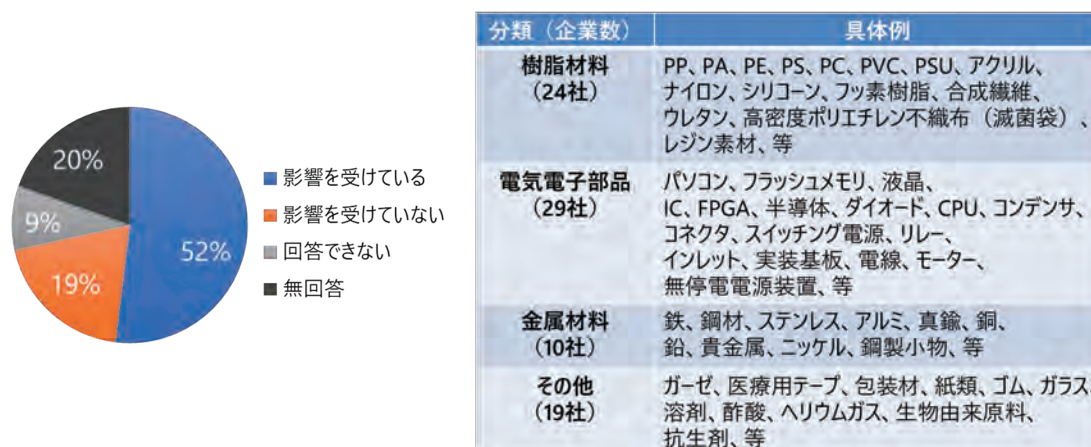 20%
9%
19%
52%
影響を受けている
影響を受けていない
回答できない
無回答
分類（企業数） 具体例
樹脂材料
（24社）
PP、PA、PE、PS、PC、PVC、PSU、アクリル、
ナイロン、シリコーン、フッ素樹脂、合成繊維、
ウレタン、高密度ポリエチレン不織布（滅菌袋）、
レジン素材、等
電気電子部品
（29社）
パソコン、フラッシュメモリ、液晶、
IC、FPGA、半導体、ダイオード、CPU、コンデンサ、
コネクタ、スイッチング電源、リレー、
インレット、実装基板、電線、モーター、
無停電電源装置、等
金属材料
（10社）
鉄、鋼材、ステンレス、アルミ、真鍮、銅、
鉛、貴金属、ニッケル、鋼製小物、等
その他
（19社）
ガーゼ、医療用テープ、包装材、紙類、ゴム、ガラス
溶剤、酢酸、ヘリウムガス、生物由来原料、
抗生剤、等